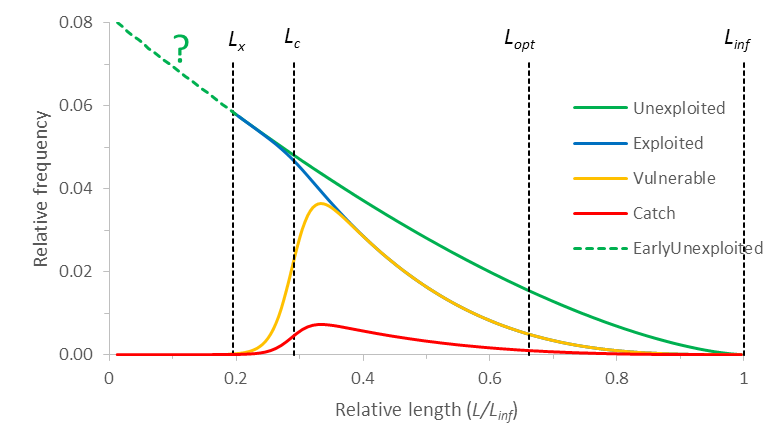 0.08
?
Lx
Lc
Lopt
Linf
0.06
Unexploited
Exploited
0.04
Vulnerable
Catch
EarlyUnexploited
0.02
0.00
Relative frequency
0
0.2
0.4
0.6
0.8
1
Relative length (L/Linf)